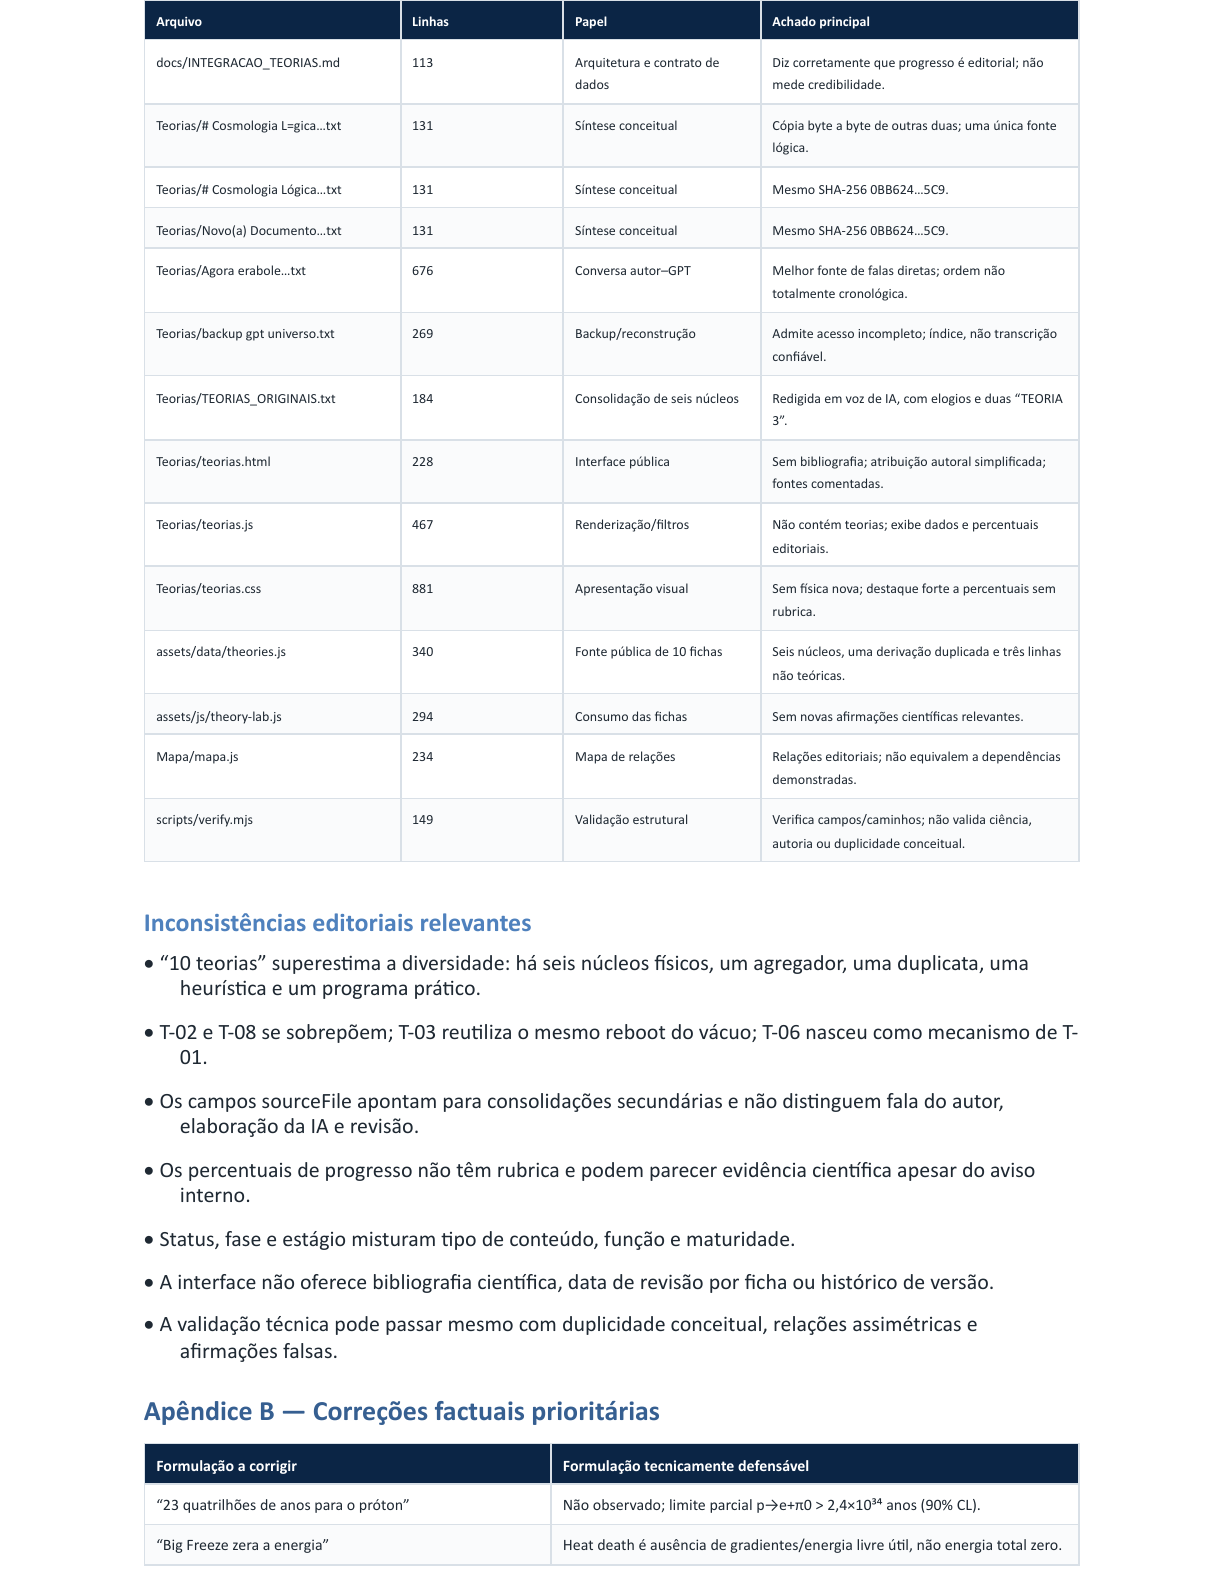 Arquivo Linhas Papel Achado principal
docs/INTEGRACAO_TEORIAS.md 113 Arquitetura e contrato de Diz corretamente que progresso é editorial; não
dados mede credibilidade.
Teorias/# Cosmologia L=gica…txt 131 Síntese conceitual Cópia byte a byte de outras duas; uma única fonte
lógica.
Teorias/# Cosmologia Lógica…txt 131 Síntese conceitual Mesmo SHA-256 0BB624…5C9.
Teorias/Novo(a) Documento…txt 131 Síntese conceitual Mesmo SHA-256 0BB624…5C9.
Teorias/Agora erabole…txt 676 Conversa autor–GPT Melhor fonte de falas diretas; ordem não
totalmente cronológica.
Teorias/backup gpt universo.txt 269 Backup/reconstrução Admite acesso incompleto; índice, não transcrição
confiável.
Teorias/TEORIAS_ORIGINAIS.txt 184 Consolidação de seis núcleos Redigida em voz de IA, com elogios e duas “TEORIA
3”.
Teorias/teorias.html 228 Interface pública Sem bibliografia; atribuição autoral simplificada;
fontes comentadas.
Teorias/teorias.js 467 Renderização/filtros Não contém teorias; exibe dados e percentuais
editoriais.
Teorias/teorias.css 881 Apresentação visual Sem física nova; destaque forte a percentuais sem
rubrica.
assets/data/theories.js 340 Fonte pública de 10 fichas Seis núcleos, uma derivação duplicada e três linhas
não teóricas.
assets/js/theory-lab.js 294 Consumo das fichas Sem novas afirmações científicas relevantes.
Mapa/mapa.js 234 Mapa de relações Relações editoriais; não equivalem a dependências
demonstradas.
scripts/verify.mjs 149 Validação estrutural Verifica campos/caminhos; não valida ciência,
autoria ou duplicidade conceitual.
Inconsistências editoriais relevantes
• “10 teorias” superestima a diversidade: há seis núcleos físicos, um agregador, uma duplicata, uma
heurística e um programa prático.
• T-02 e T-08 se sobrepõem; T-03 reutiliza o mesmo reboot do vácuo; T-06 nasceu como mecanismo de T-
01.
• Os campos sourceFile apontam para consolidações secundárias e não distinguem fala do autor,
elaboração da IA e revisão.
• Os percentuais de progresso não têm rubrica e podem parecer evidência científica apesar do aviso
interno.
• Status, fase e estágio misturam tipo de conteúdo, função e maturidade.
• A interface não oferece bibliografia científica, data de revisão por ficha ou histórico de versão.
• A validação técnica pode passar mesmo com duplicidade conceitual, relações assimétricas e
afirmações falsas.
Apêndice B — Correções factuais prioritárias
Formulação a corrigir Formulação tecnicamente defensável
“23 quatrilhões de anos para o próton” Não observado; limite parcial p→e+π0 > 2,4×10³⁴ anos (90% CL).
“Big Freeze zera a energia” Heat death é ausência de gradientes/energia livre útil, não energia total zero.